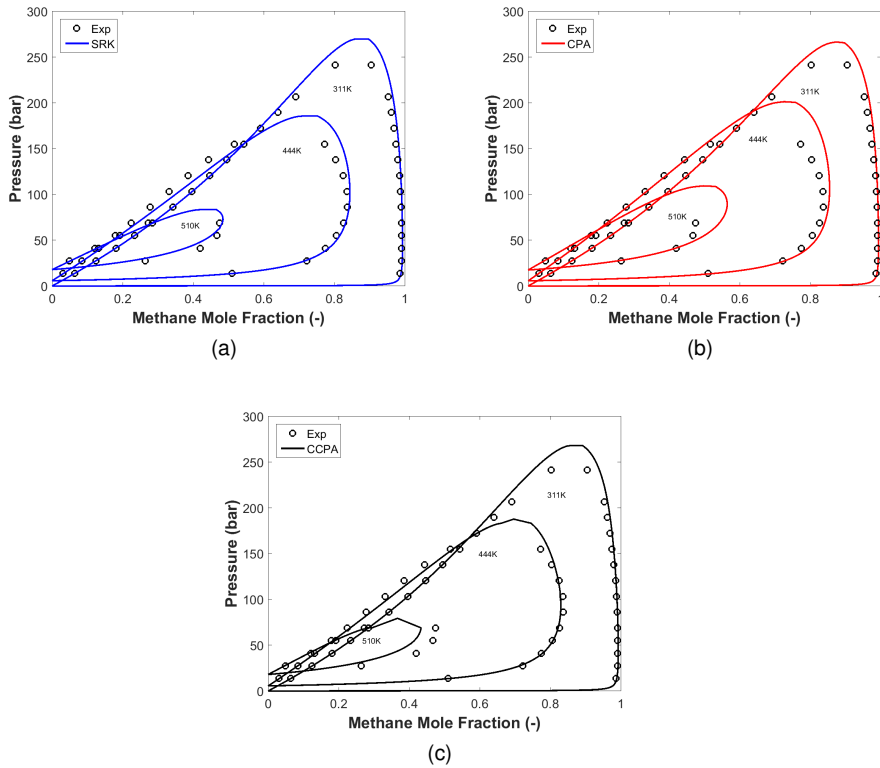 300
250
200
150
100
50
0
Pressure (bar)
Exp
SRK
311K
444K
510K
0 0.2 0.4 0.6 0.8 1
Methane Mole Fraction (-)
(a)
300
250
200
150
100
50
0
Pressure (bar)
Exp
CPA
311K
444K
510K
0 0.2 0.4 0.6 0.8 1
Methane Mole Fraction (-)
(b)
300
250
200
150
100
50
0
Pressure (bar)
Exp
CCPA
311K
444K
510K
0 0.2 0.4 0.6 0.8 1
Methane Mole Fraction (-)
(c)